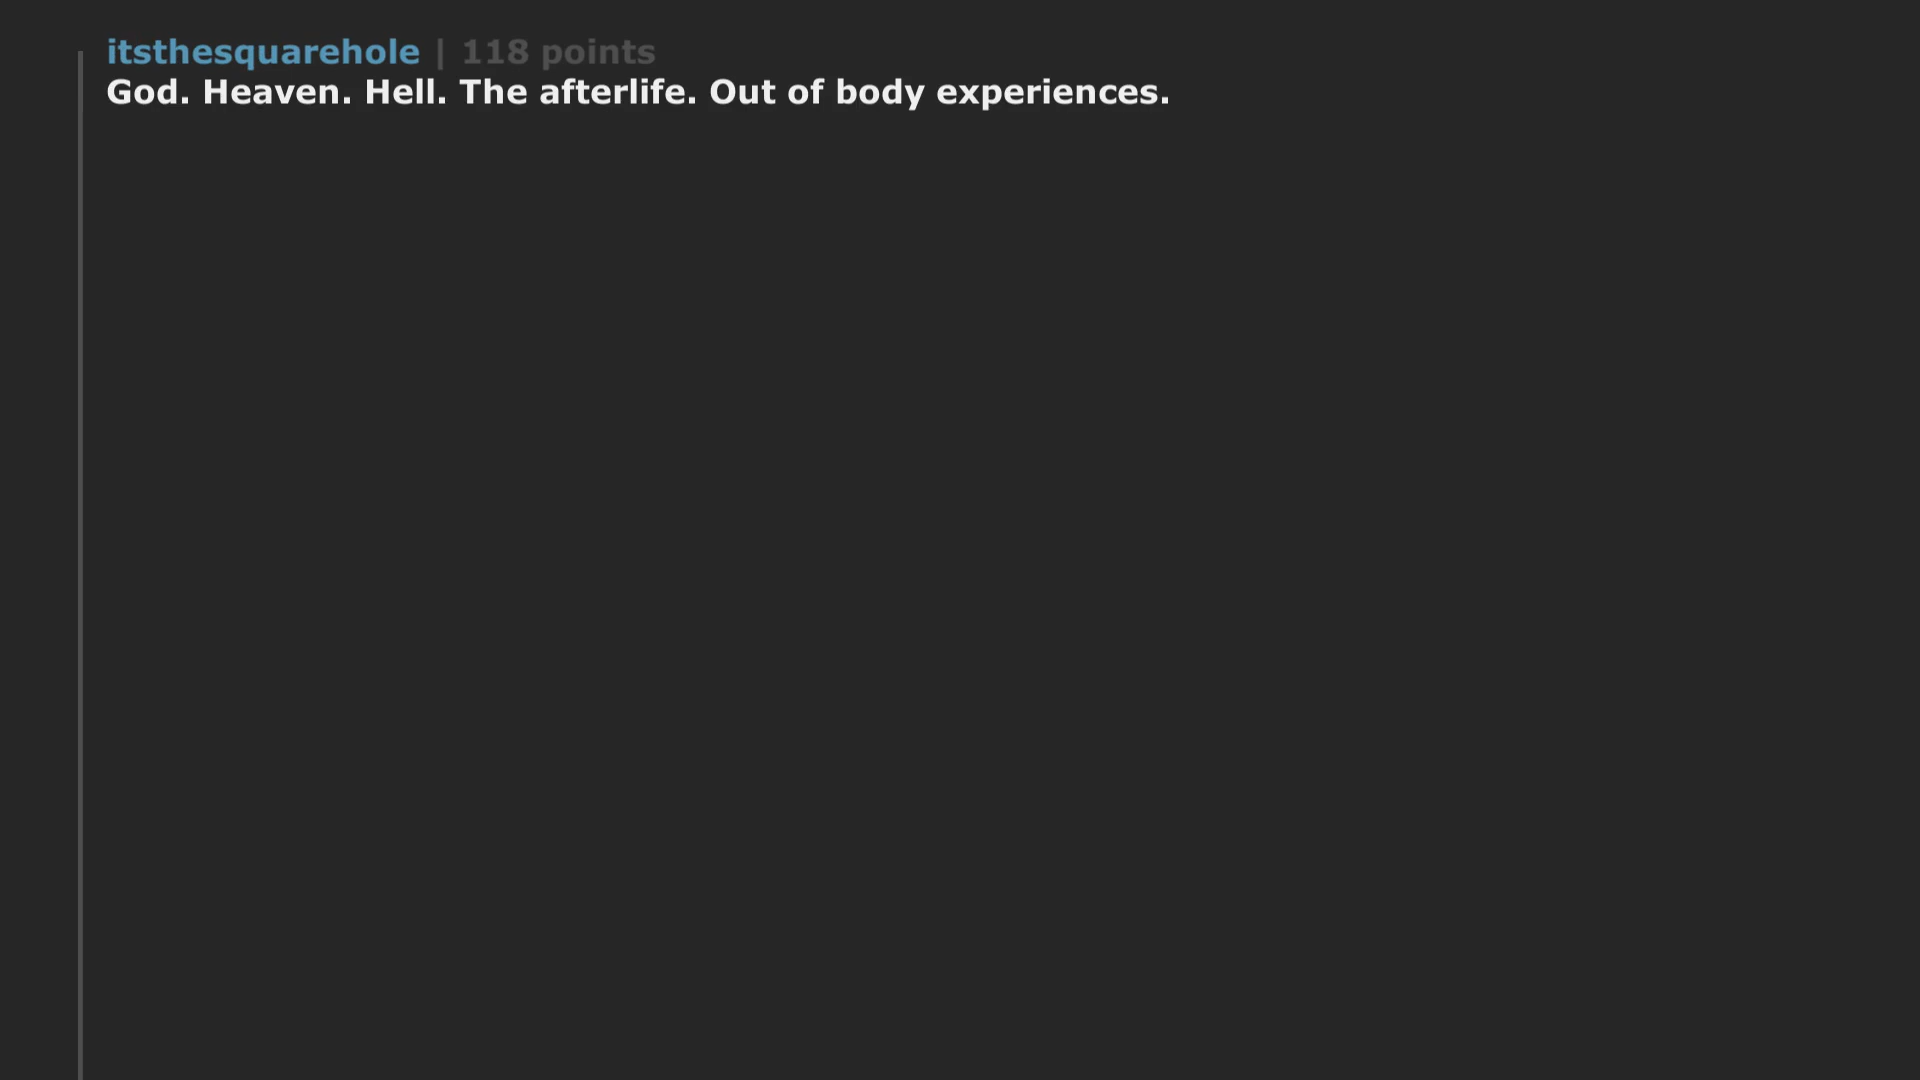 itsthesquarehole | 118 points
God. Heaven. Hell. The afterlife. Out of body experiences.